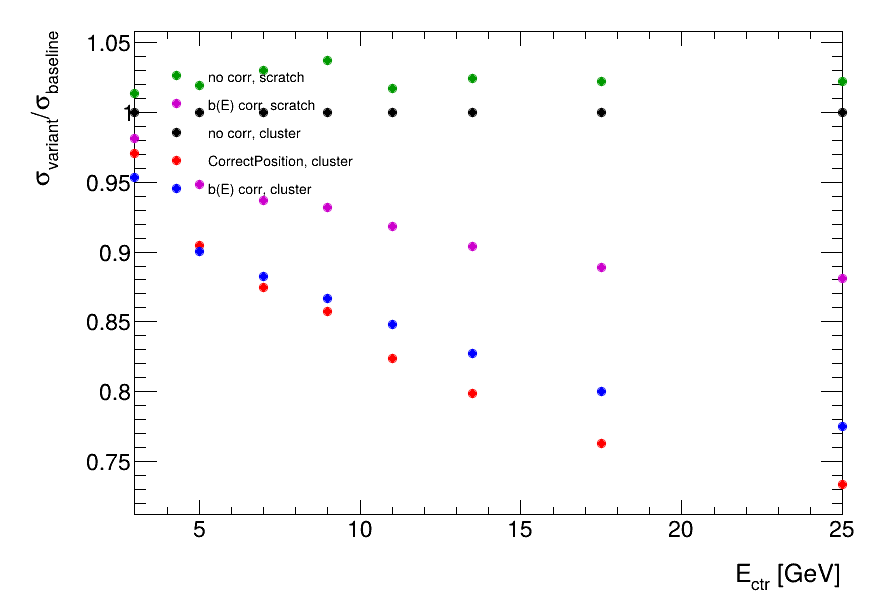 σvariant/σbaseline
1.05
1
0.95
0.9
0.85
0.8
0.75
no corr, scratch
b(E) corr, scratch
no corr, cluster
CorrectPosition, cluster
b(E) corr, cluster
5 10 15 20 25
Ectr [GeV]